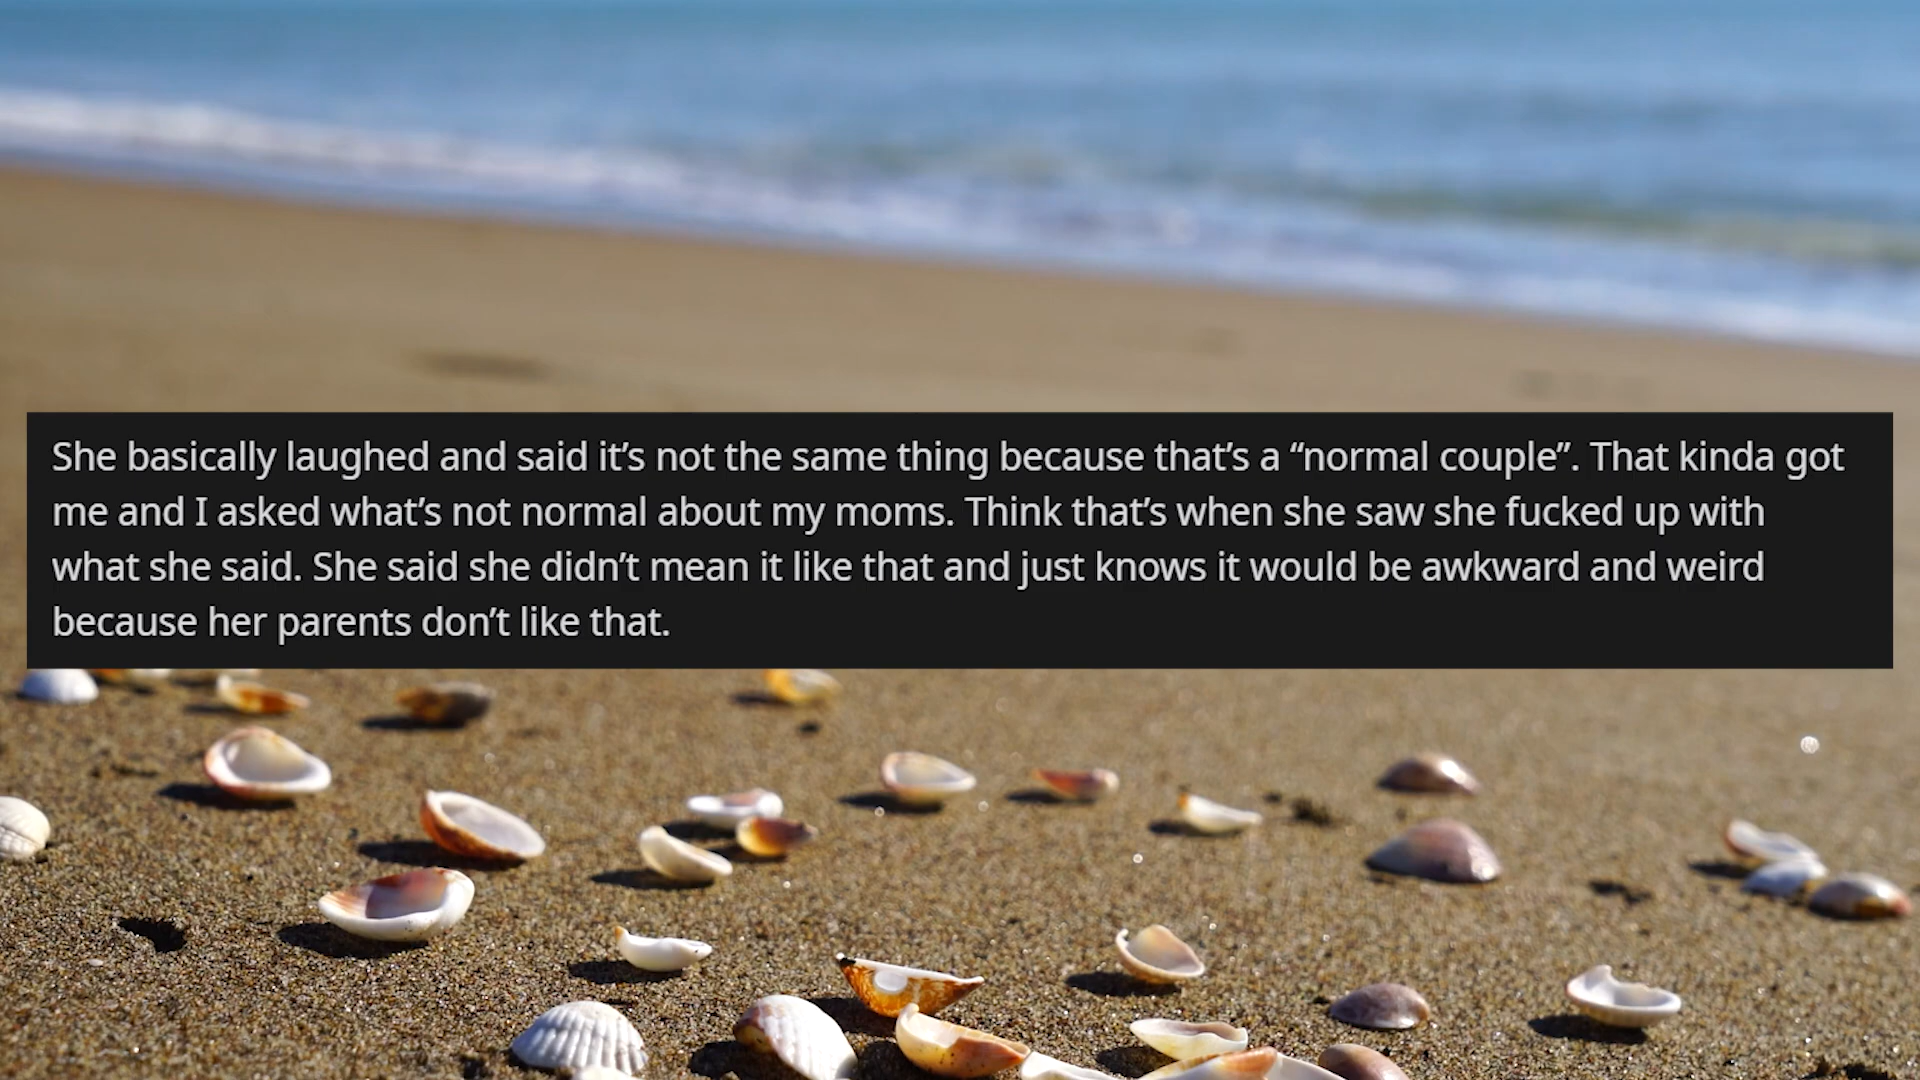 She basically laughed and said it’s not the same thing because that’s a “normal couple”. That kinda got
me and I asked what’s not normal about my moms. Think that’s when she saw she fucked up with
what she said. She said she didn’t mean it like that and just knows it would be awkward and weird
because her parents don’t like that.